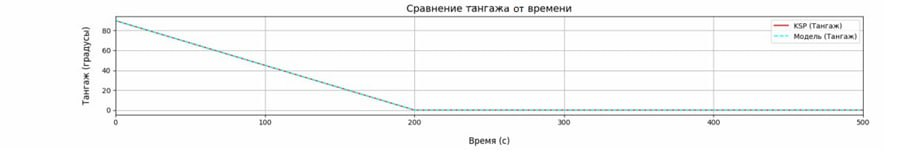 Сравнение тангажа от времени
KSP (Тангаж)
Модель (Тангаж)
Тангаж (градусы)
80
60
40
20
0
0 100 200 300 400 500
Время (с)